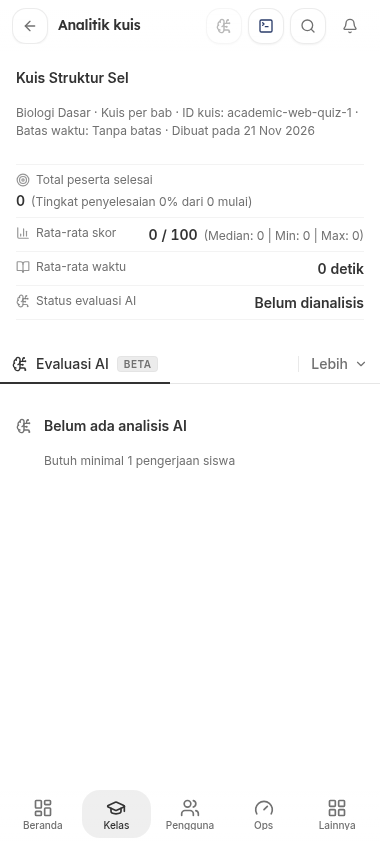 Analitik kuis
Kuis Struktur Sel
Biologi Dasar · Kuis per bab · ID kuis: academic-web-quiz-1 ·
Batas waktu: Tanpa batas · Dibuat pada 21 Nov 2026
Total peserta selesai
0 (Tingkat penyelesaian 0% dari 0 mulai)
Rata-rata skor 0 / 100 (Median: 0 | Min: 0 | Max: 0)
Rata-rata waktu 0 detik
Status evaluasi AI Belum dianalisis
Evaluasi AI BETA Lebih
Belum ada analisis AI
Butuh minimal 1 pengerjaan siswa
Beranda Kelas Pengguna Ops Lainnya